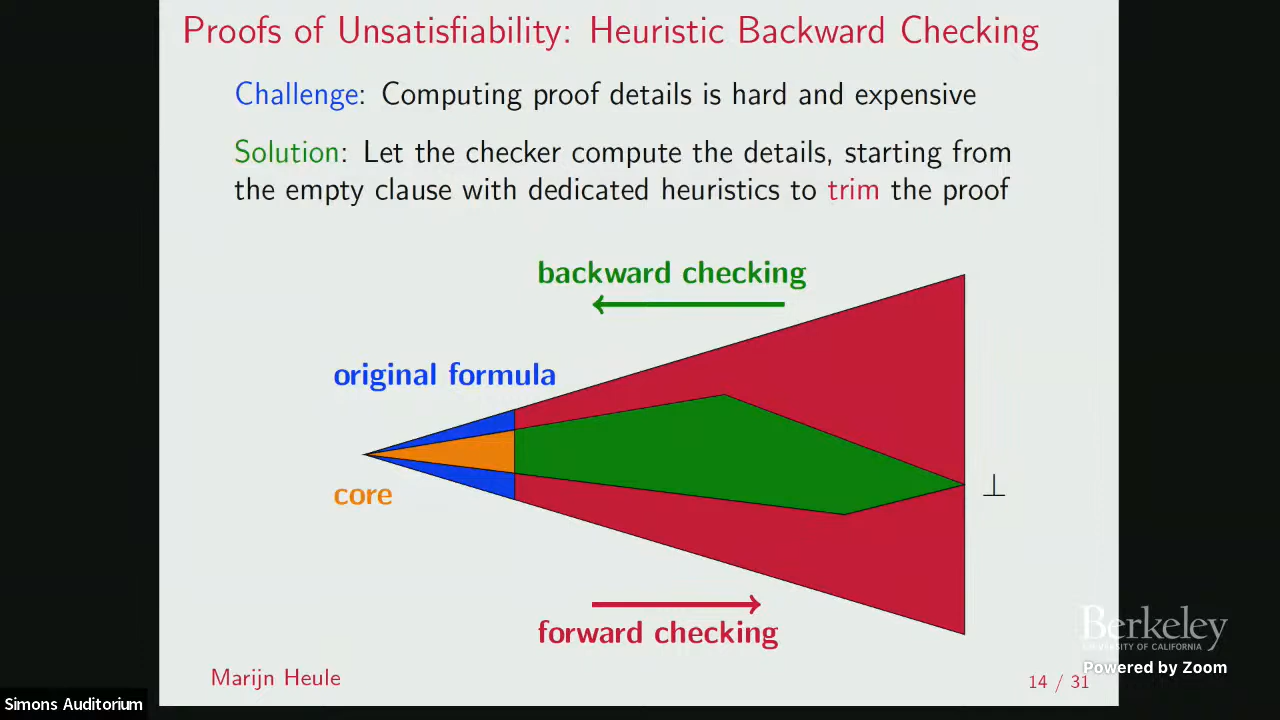 Proofs of Unsatisfiability: Heuristic Backward Checking
Challenge: Computing proof details is hard and expensive
Solution: Let the checker compute the details, starting from
the empty clause with dedicated heuristics to trim the proof
backward checking
original formula
core
⊥
forward checking
Marijn Heule
14 / 31
Berkeley
UNIVERSITY OF CALIFORNIA
Powered by Zoom
Simons Auditorium